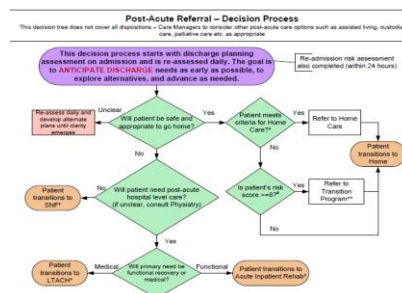 Post-Acute Referral – Decision Process
This decision tree does not cover all dispositions – Care Managers to consider other post-acute care options such as assisted living, custodial
care, palliative care etc. as appropriate
This decision process starts with discharge planning
assessment on admission and is re-assessed daily. The goal is
to ANTICIPATE DISCHARGE needs as early as possible, to
explore alternatives, and advance as needed.
Re-admission risk assessment
also completed (within 24 hours)
Re-assess daily and
develop alternate
plans until clarity
emerges
Unclear
Will patient be safe and
appropriate to go home?
Yes
Patient meets
criteria for Home
Care?*
Yes
Refer to Home
Care
Patient
transitions to
Home
No
No
Is patient's risk
score >=8?
Yes
Refer to
Transition
Program**
No
Patient
transitions to
SNF*
No
Will patient need post-acute
hospital level care?
(if unclear, consult Physiatry)
Yes
Patient
transitions to
LTACH*
Medical
Will primary need be
functional recovery or
medical?
Functional
Patient transitions to
Acute Inpatient Rehab*